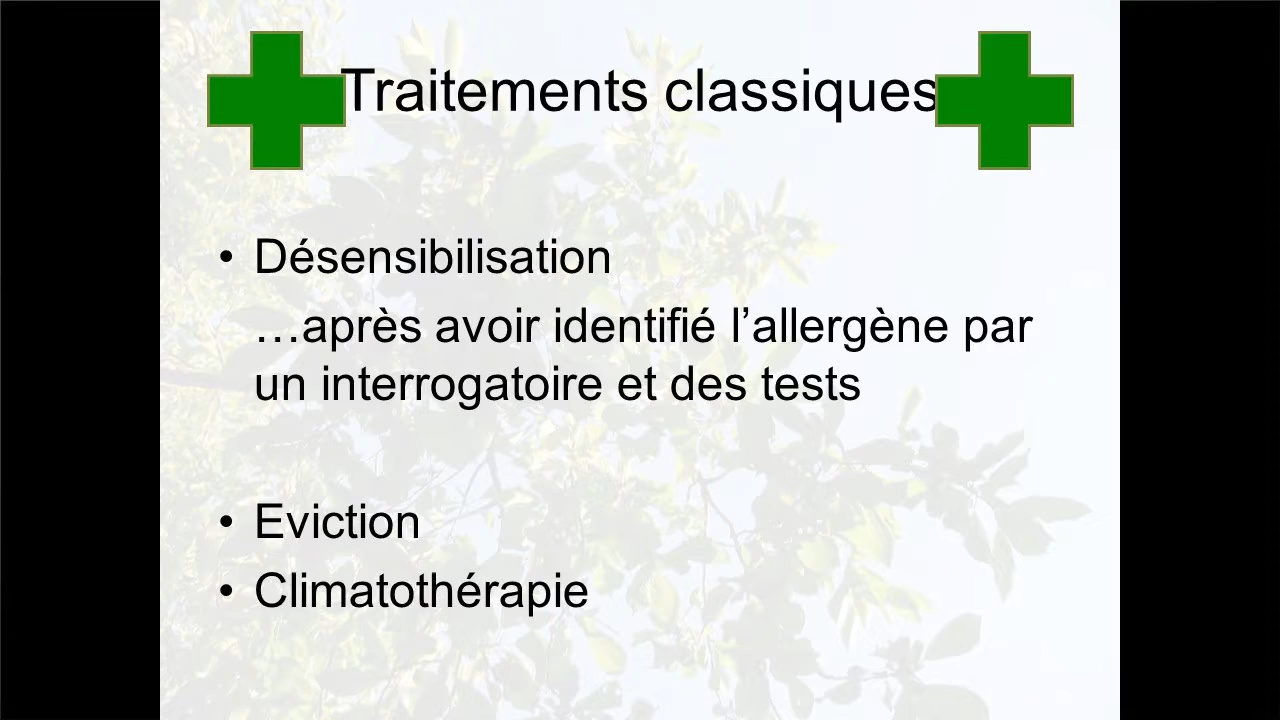 Traitements classiques
• Désensibilisation
…après avoir identifié l’allergène par
un interrogatoire et des tests
• Eviction
• Climatothérapie